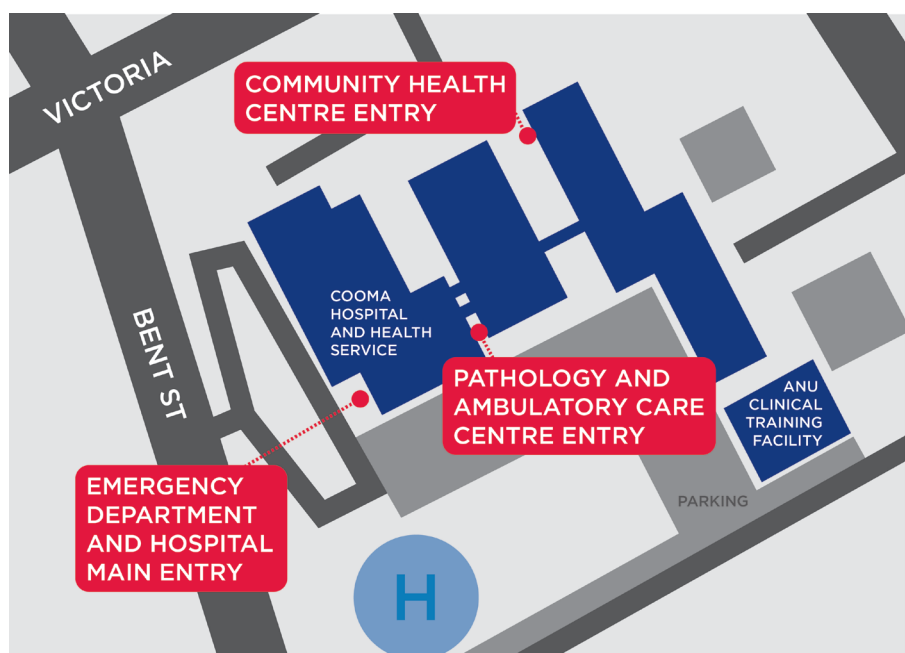 VICTORIA
COMMUNITY HEALTH
CENTRE ENTRY
BENT ST
COOMA
HOSPITAL
AND HEALTH
SERVICE
PATHOLOGY AND
AMBULATORY CARE
CENTRE ENTRY
ANU
CLINICAL
TRAINING
FACILITY
EMERGENCY
DEPARTMENT
AND HOSPITAL
MAIN ENTRY
PARKING
H